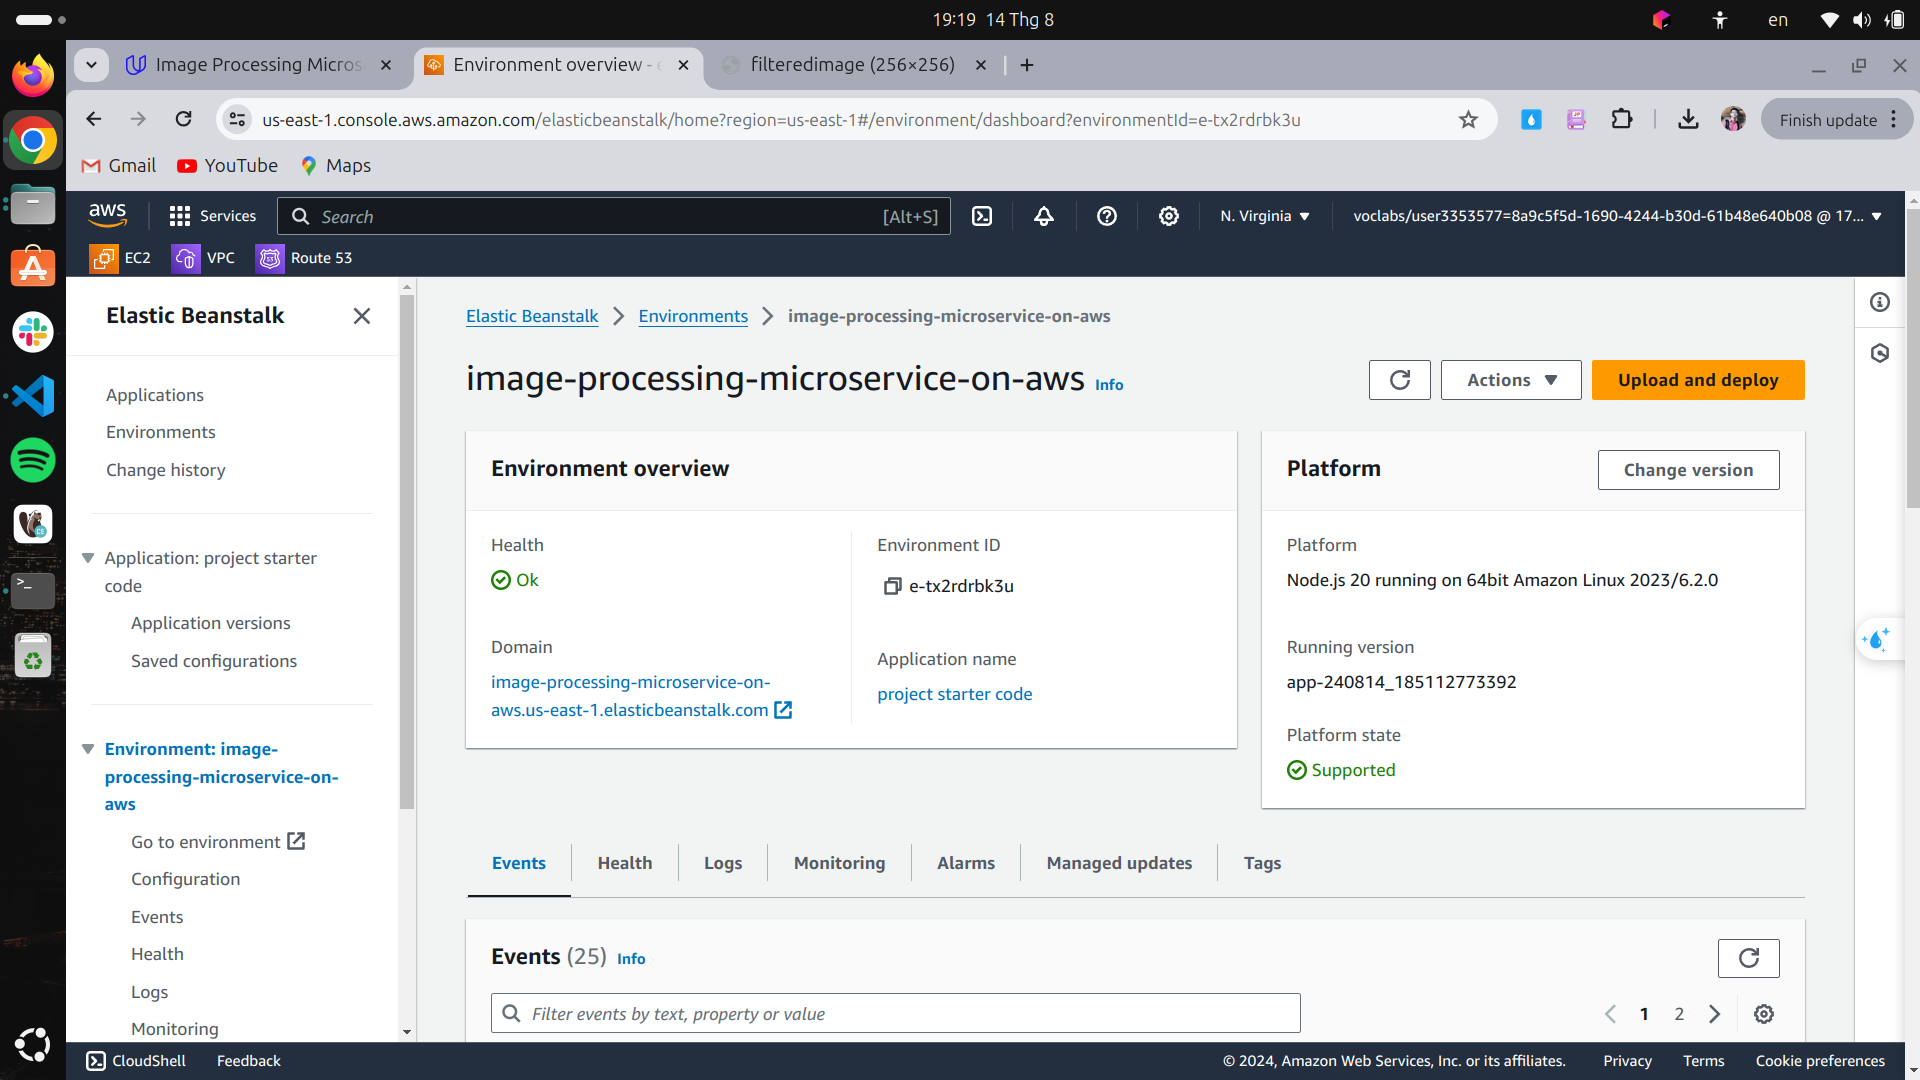 19:19 14 Thg 8
en
Image Processing Micros
Environment overview - e
filteredimage (256×256)
us-east-1.console.aws.amazon.com/elasticbeanstalk/home?region=us-east-1#/environment/dashboard?environmentId=e-tx2rdrbk3u
Finish update
Gmail
YouTube
Maps
aws
Services
Search
[Alt+S]
N. Virginia
voclabs/user3353577=8a9c5f5d-1690-4244-b30d-61b48e640b08 @ 17...
EC2
VPC
Route 53
Elastic Beanstalk
Applications
Environments
Change history
Application: project starter
code
Application versions
Saved configurations
Environment: image-
processing-microservice-on-
aws
Go to environment
Configuration
Events
Health
Logs
Monitoring
Elastic Beanstalk
Environments
image-processing-microservice-on-aws
image-processing-microservice-on-aws Info
Actions
Upload and deploy
Environment overview
Health
Ok
Domain
image-processing-microservice-on-
aws.us-east-1.elasticbeanstalk.com
Environment ID
e-tx2rdrbk3u
Application name
project starter code
Platform
Change version
Platform
Node.js 20 running on 64bit Amazon Linux 2023/6.2.0
Running version
app-240814_185112773392
Platform state
Supported
Events
Health
Logs
Monitoring
Alarms
Managed updates
Tags
Events (25) Info
Filter events by text, property or value
1
2
CloudShell
Feedback
© 2024, Amazon Web Services, Inc. or its affiliates.
Privacy
Terms
Cookie preferences